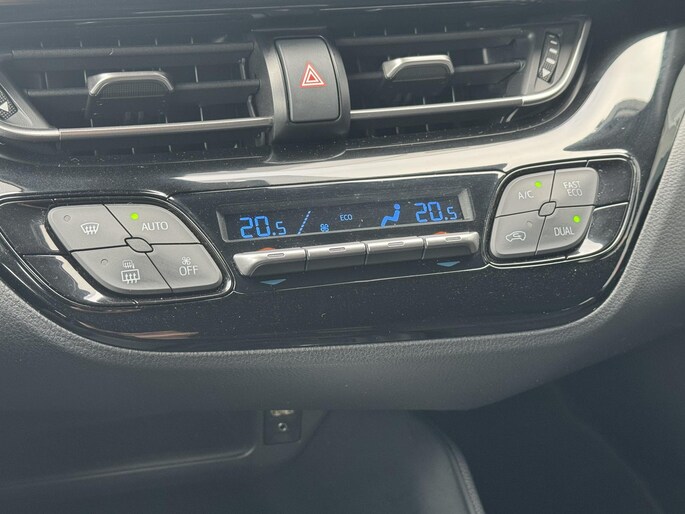 20.5 ECO 20.5
AUTO
OFF
A/C FAST ECO
DUAL